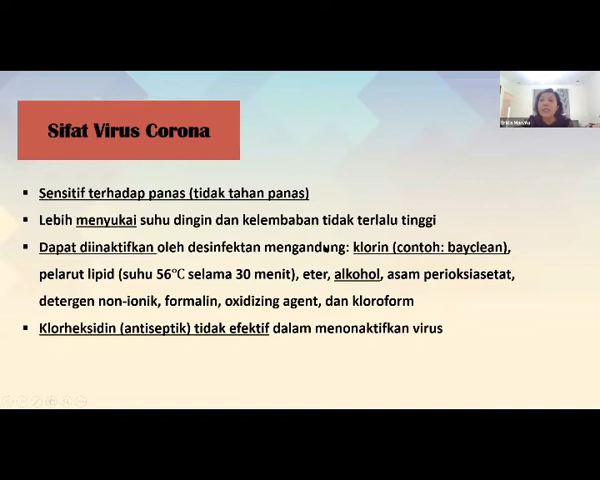 Sifat Virus Corona
▪ Sensitif terhadap panas (tidak tahan panas)
▪ Lebih menyukai suhu dingin dan kelembaban tidak terlalu tinggi
▪ Dapat diinaktifkan oleh desinfektan mengandung: klorin (contoh: bayclean),
pelarut lipid (suhu 56℃ selama 30 menit), eter, alkohol, asam perioksiasetat,
detergen non-ionik, formalin, oxidizing agent, dan kloroform
▪ Klorheksidin (antiseptik) tidak efektif dalam menonaktifkan virus